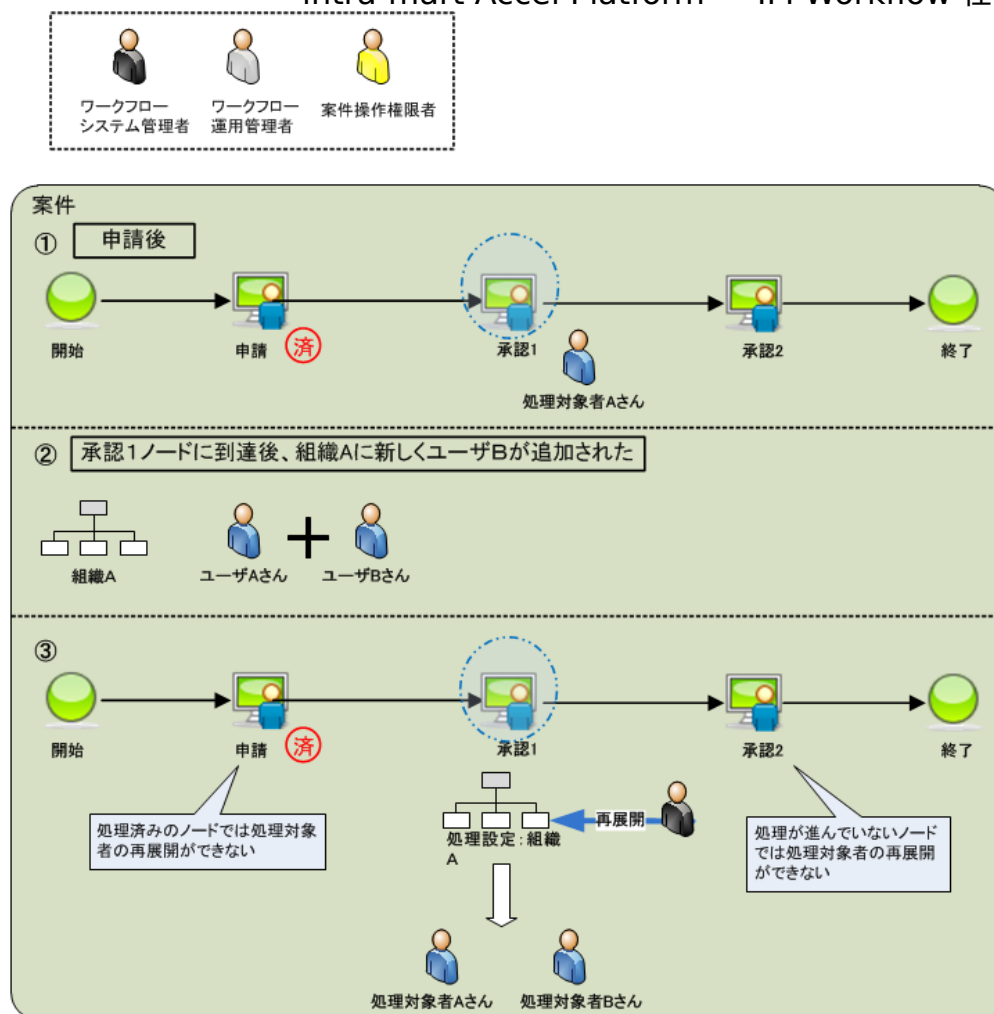 ワークフロー
システム管理者
ワークフロー
運用管理者
案件操作権限者
案件
① 申請後
開始
申請
済
承認1
承認2
終了
処理対象者Aさん
② 承認1ノードに到達後、組織Aに新しくユーザBが追加された
組織A
ユーザAさん
ユーザBさん
③
開始
申請
済
承認1
承認2
終了
処理済みのノードでは処理対象
者の再展開ができない
再展開
処理設定：組織
A
処理が進んでいないノード
では処理対象者の再展開
ができない
処理対象者Aさん
処理対象者Bさん